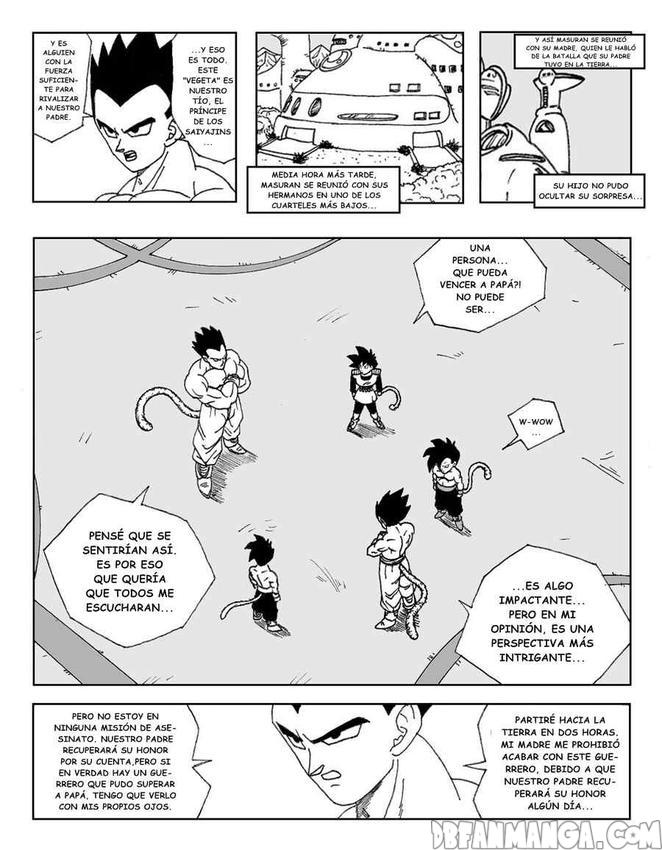 Y ASÍ MASURAN SE REUNIÓ
CON SU MADRE, QUIEN LE HABLÓ
DE LA BATALLA QUE SU PADRE
TUVO EN LA TIERRA...
SU HIJO NO PUDO
OCULTAR SU SORPRESA...
MEDIA HORA MÁS TARDE,
MASURAN SE REUNIÓ CON SUS
HERMANOS EN UNO DE LOS
CUARTELES MÁS BAJOS...
...Y ESO
ES TODO.
ESTE
"VEGETA" ES
NUESTRO
TÍO, EL
PRÍNCIPE
DE LOS
SAIYAJINS
...
Y ES
ALGUIEN
CON LA
FUERZA
SUFICIEN-
TE PARA
RIVALIZAR
A NUESTRO
PADRE.
UNA
PERSONA...
QUE PUEDA
VENCER A PAPÁ?!
NO PUEDE
SER...
W-WOW
...
...ES ALGO
IMPACTANTE...
PERO EN MI
OPINIÓN, ES UNA
PERSPECTIVA MÁS
INTRIGANTE...
PENSÉ QUE SE
SENTIRÍAN ASÍ.
ES POR ESO
QUE QUERÍA
QUE TODOS ME
ESCUCHARAN...
PARTIRÉ HACIA LA
TIERRA EN DOS HORAS.
MI MADRE ME PROHIBIÓ
ACABAR CON ESTE GUE-
RRERO, DEBIDO A QUE
NUESTRO PADRE RECU-
PERARÁ SU HONOR
ALGÚN DÍA...
PERO NO ESTOY EN
NINGUNA MISIÓN DE ASE-
SINATO. NUESTRO PADRE
RECUPERARÁ SU HONOR
POR SU CUENTA,PERO SI
EN VERDAD HAY UN GUE-
RRERO QUE PUDO SUPERAR
A PAPÁ, TENGO QUE VERLO
CON MIS PROPIOS OJOS.
DBFANMANGA.COM